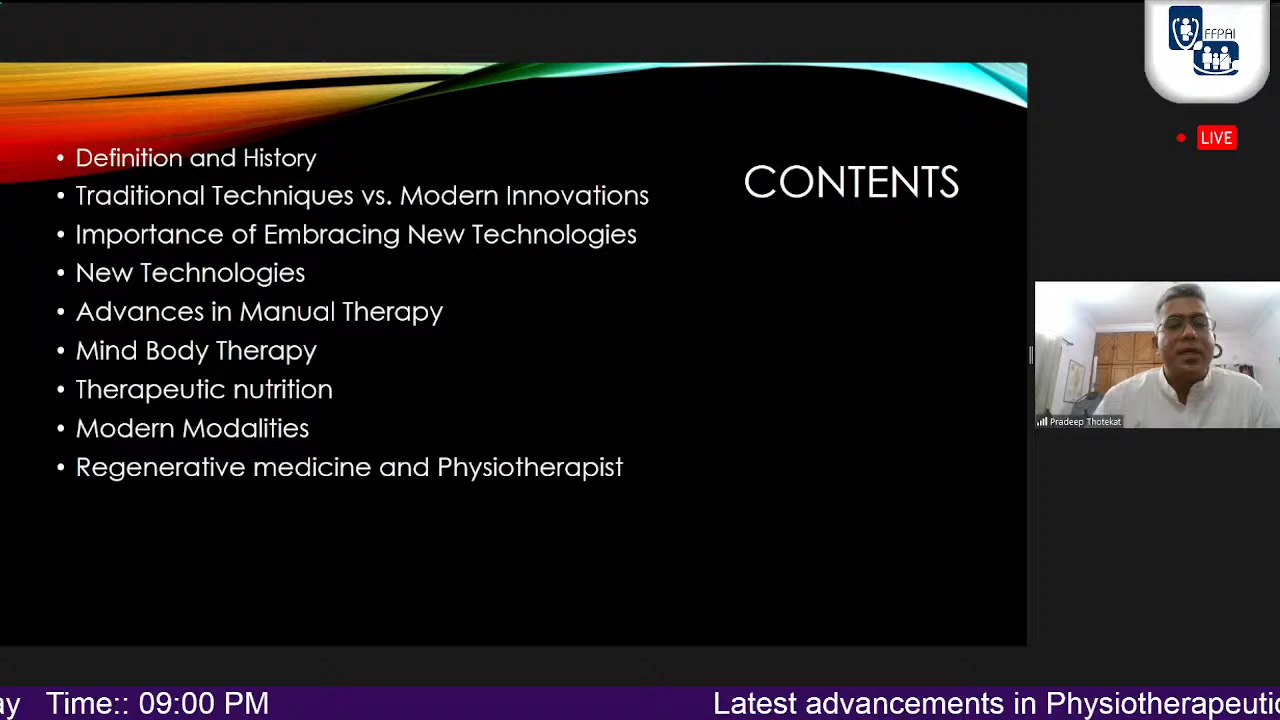 FFPAI
LIVE
CONTENTS
• Definition and History
• Traditional Techniques vs. Modern Innovations
• Importance of Embracing New Technologies
• New Technologies
• Advances in Manual Therapy
• Mind Body Therapy
• Therapeutic nutrition
• Modern Modalities
• Regenerative medicine and Physiotherapist
Pradeep Thotekat
ay Time:: 09:00 PM Latest advancements in Physiotherapeutic